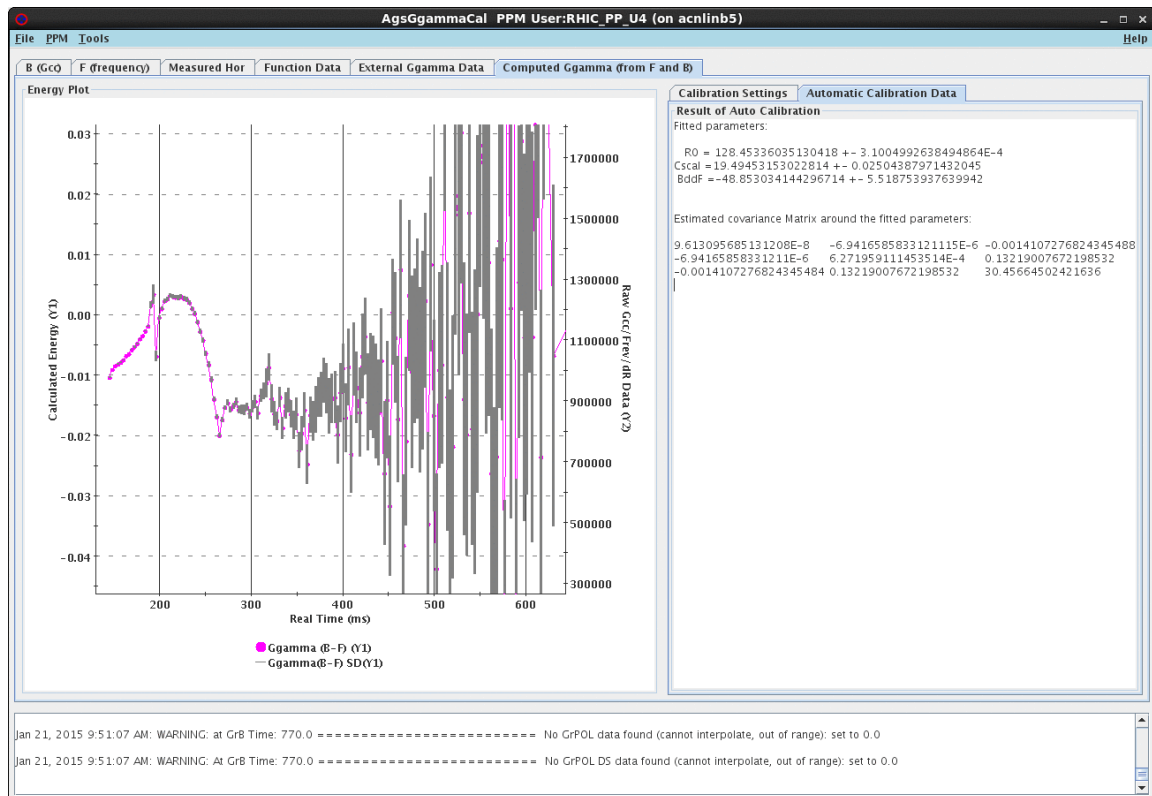 AgsGgammaCal PPM User:RHIC_PP_U4 (on acnlinb5)
File PPM Tools Help
B (Gcc) F (frequency) Measured Hor Function Data External Ggamma Data Computed Ggamma (from F and B)
Energy Plot
0.03
0.02
0.01
0.00
-0.01
-0.02
-0.03
-0.04
Calculated Energy (Y1)
1700000
1500000
1300000
1100000
900000
700000
500000
300000
Raw Gcc/Frev/dR Data (Y2)
200 300 400 500 600
Real Time (ms)
Ggamma (B-F) (Y1)
Ggamma(B-F) SD(Y1)
Calibration Settings Automatic Calibration Data
Result of Auto Calibration
Fitted parameters:
R0 = 128.45336035130418 +- 3.1004992638494864E-4
Cscal =19.49453153022814 +- 0.02504387971432045
BddF =-48.853034144296714 +- 5.518753937639942
Estimated covariance Matrix around the fitted parameters:
9.613095685131208E-8 -6.9416585833121115E-6 -0.0014107276824345488
-6.94165858331211E-6 6.271959111453514E-4 0.13219007672198532
-0.0014107276824345484 0.13219007672198532 30.45664502421636
Jan 21, 2015 9:51:07 AM: WARNING: at GrB Time: 770.0 ========================= No GrPOL data found (cannot interpolate, out of range): set to 0.0
Jan 21, 2015 9:51:07 AM: WARNING: At GrB Time: 770.0 ========================= No GrPOL DS data found (cannot interpolate, out of range): set to 0.0